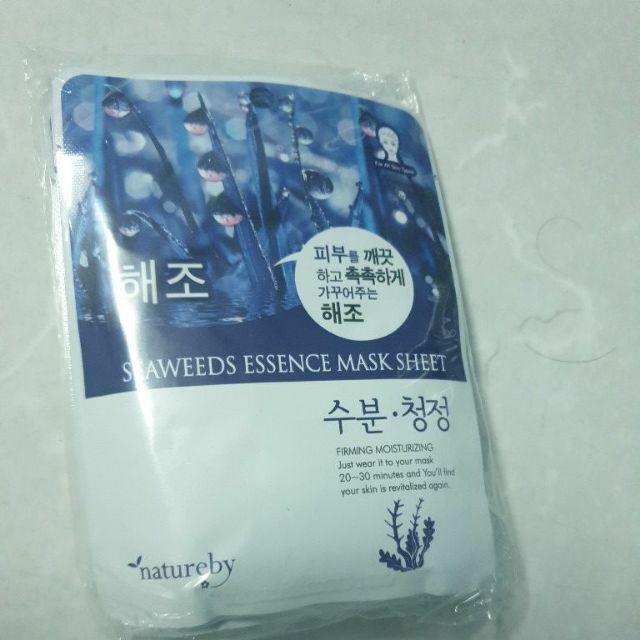 피부를 깨끗
하고 촉촉하게
가꾸어주는
해조
해조
SEAWEEDS ESSENCE MASK SHEET
수분·청정
FIRMING MOISTURIZING
Just wear it to your mask
20~30 minutes and You'll find
your skin is revitalized again.
natureby